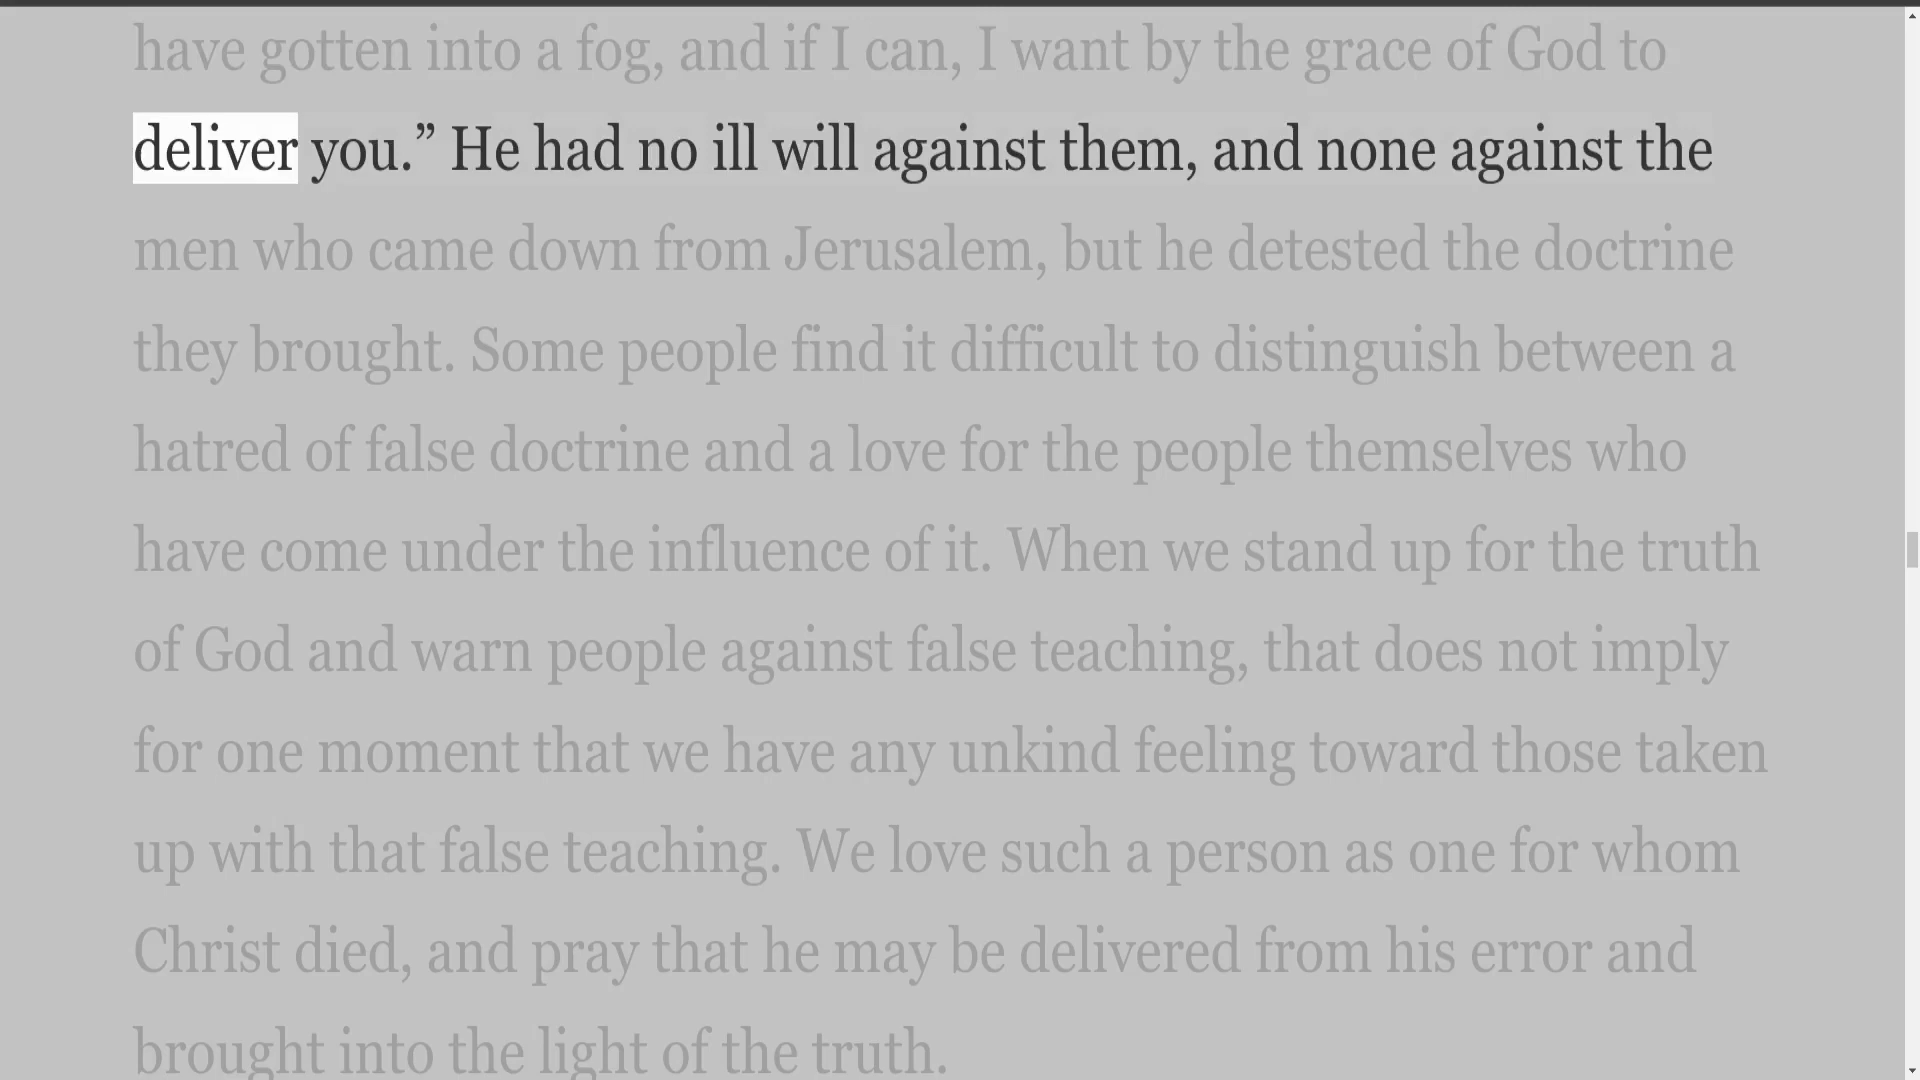 have gotten into a fog, and if I can, I want by the grace of God to
deliver you.” He had no ill will against them, and none against the
men who came down from Jerusalem, but he detested the doctrine
they brought. Some people find it difficult to distinguish between a
hatred of false doctrine and a love for the people themselves who
have come under the influence of it. When we stand up for the truth
of God and warn people against false teaching, that does not imply
for one moment that we have any unkind feeling toward those taken
up with that false teaching. We love such a person as one for whom
Christ died, and pray that he may be delivered from his error and
brought into the light of the truth.